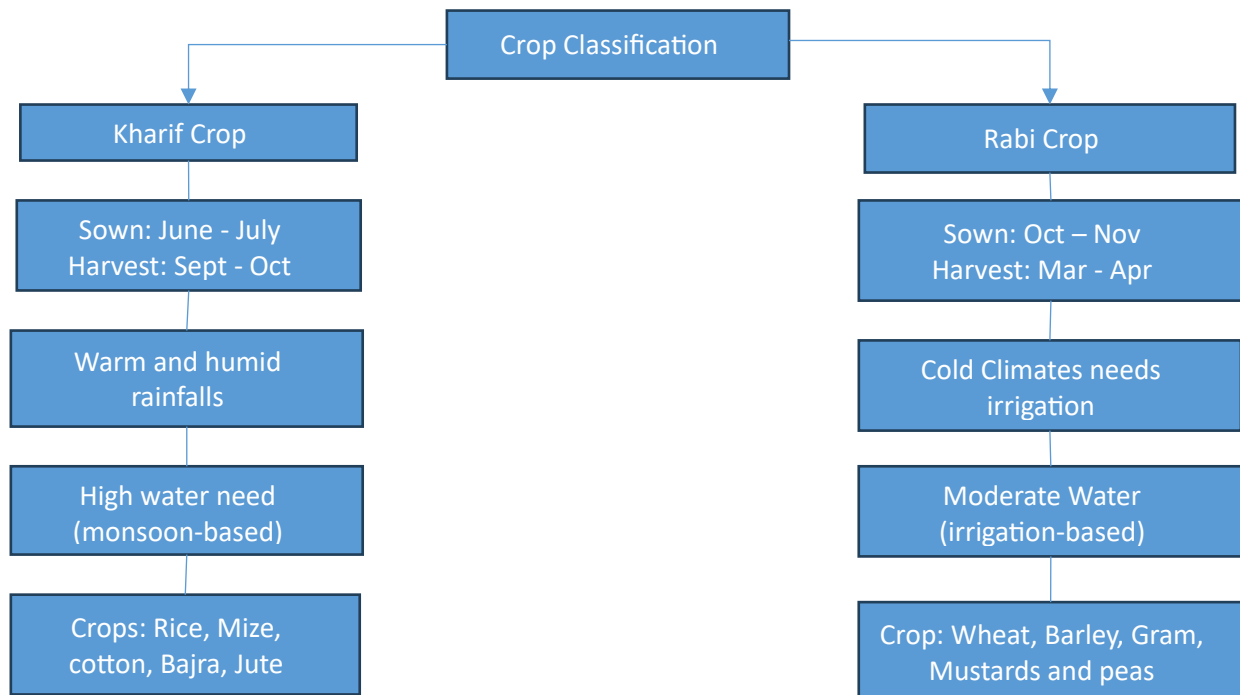 Crop Classification
Kharif Crop
Sown: June - July
Harvest: Sept - Oct
Warm and humid
rainfalls
High water need
(monsoon-based)
Crops: Rice, Mize,
cotton, Bajra, Jute
Rabi Crop
Sown: Oct – Nov
Harvest: Mar - Apr
Cold Climates needs
irrigation
Moderate Water
(irrigation-based)
Crop: Wheat, Barley, Gram,
Mustards and peas